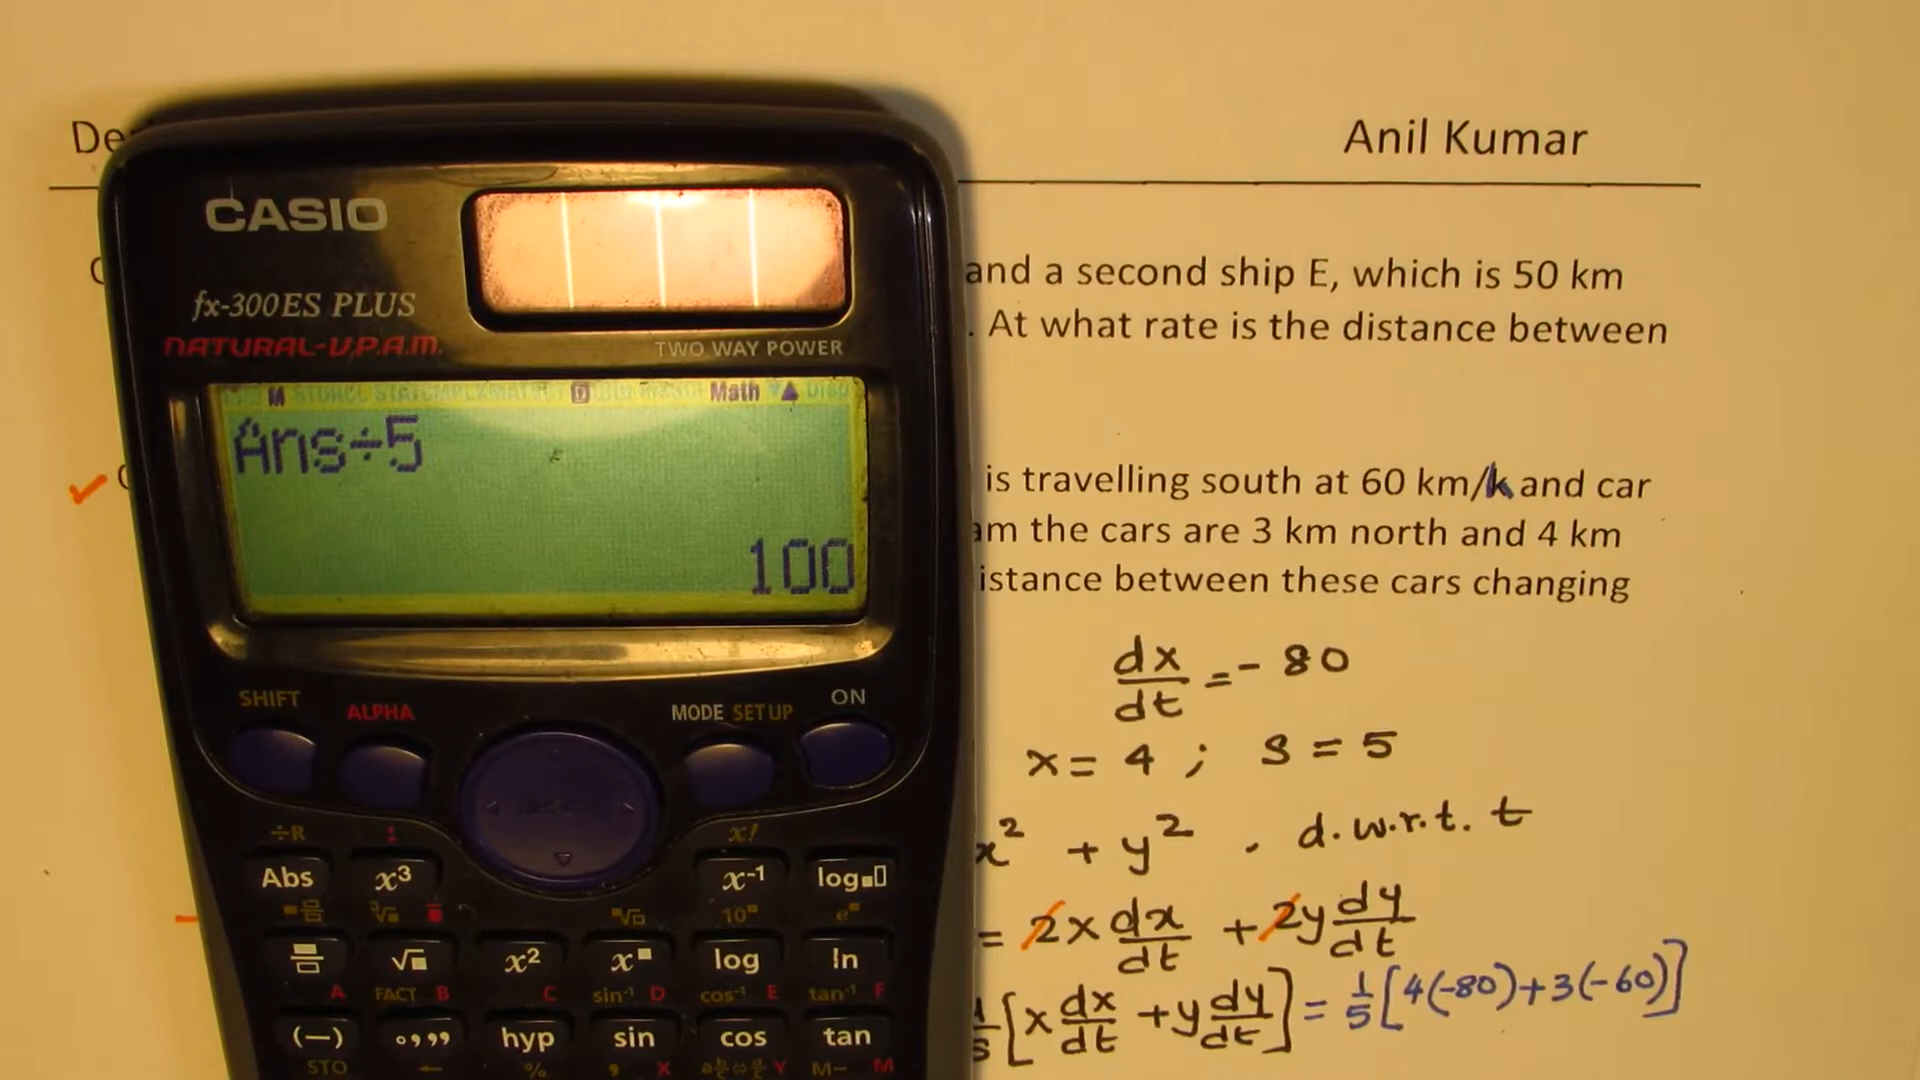 De
Anil Kumar
CASIO
fx-300ES PLUS
NATURAL-V.P.A.M.
TWO WAY POWER
and a second ship E, which is 50 km
. At what rate is the distance between
M Math ▲
Ans÷5
100
is travelling south at 60 km/h and car
am the cars are 3 km north and 4 km
istance between these cars changing
dx/dt = - 80
x = 4 ; s = 5
x² + y² . d.w.r.t. t
= 2x dx/dt + 2y dy/dt
[x dx/dt + y dy/dt] = 1/5 [4(-80)+3(-60)]
SHIFT ALPHA MODE SETUP ON
÷R : x!
Abs x³ x⁻¹ log
10 e
x² x log ln
A FACT B C sin⁻¹ D cos⁻¹ E tan⁻¹ F
(−) hyp sin cos tan
STO ← % , X Y M− M